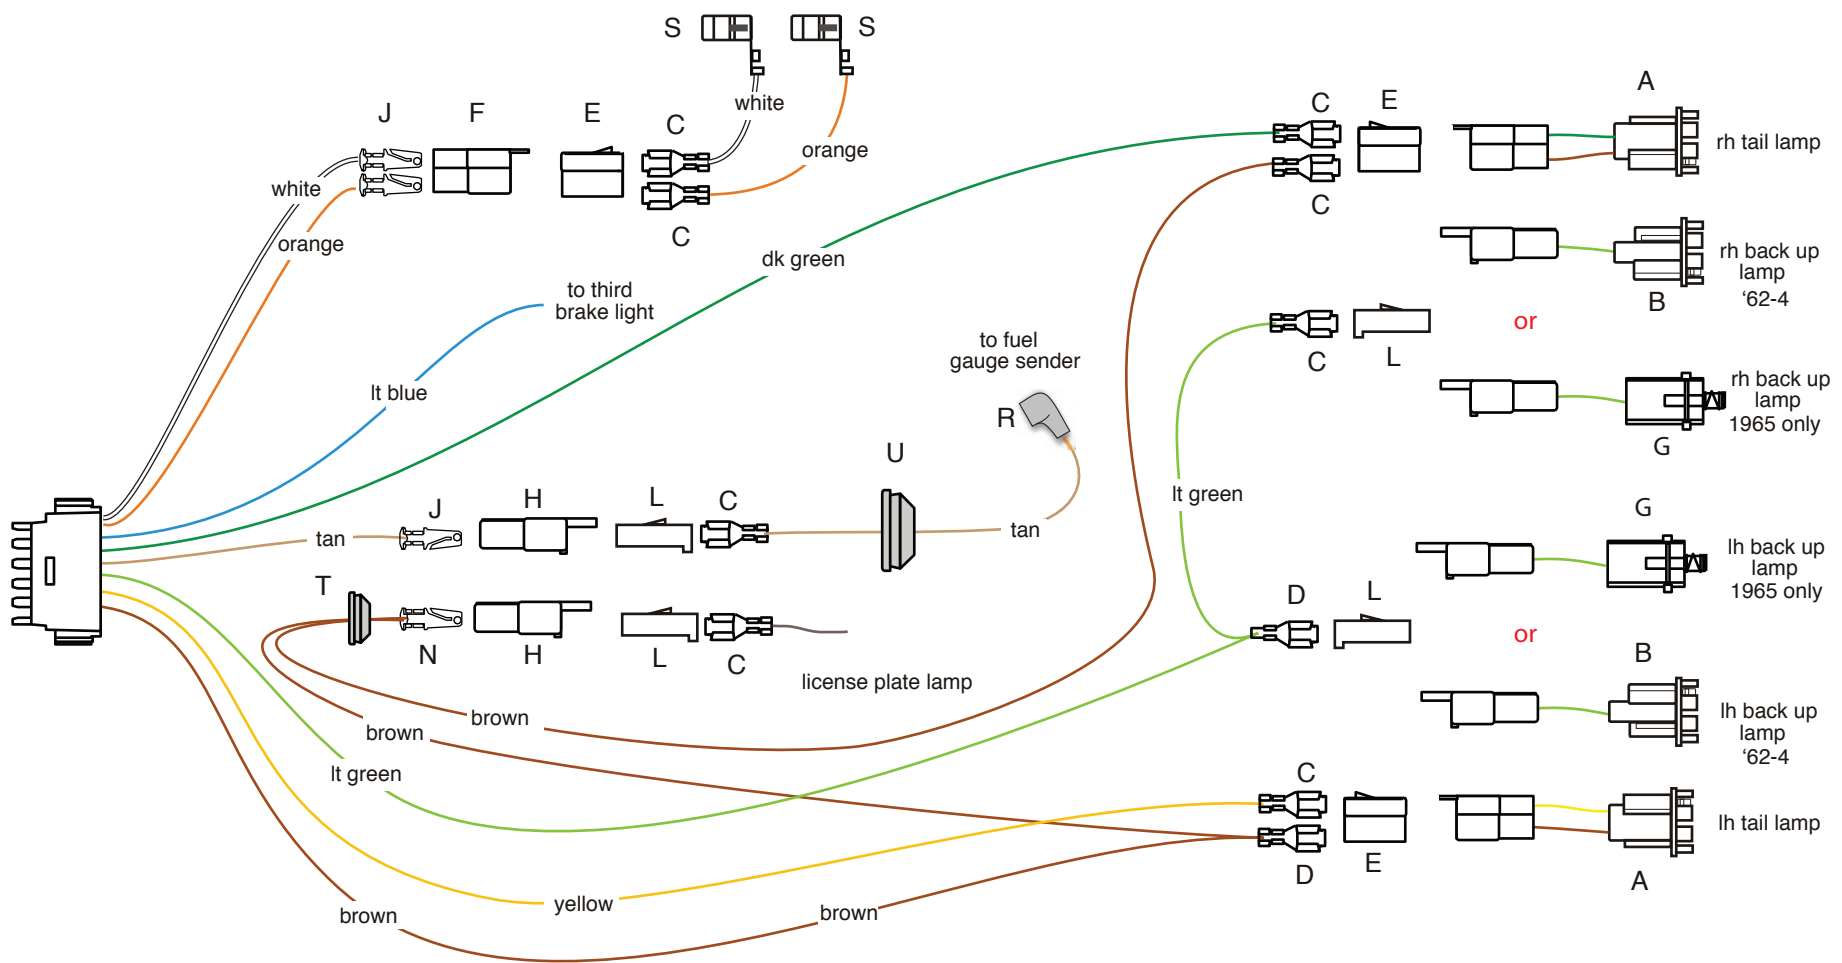 S
S
white
orange
J
F
E
C
C
white
orange
dk green
to third
brake light
lt blue
to fuel
gauge sender
R
U
tan
J
H
L
C
tan
T
N
H
L
C
license plate lamp
brown
brown
lt green
yellow
brown
brown
C
E
C
A
rh tail lamp
rh back up
lamp
‘62-4
B
C
L
or
rh back up
lamp
1965 only
G
lt green
G
lh back up
lamp
1965 only
D
L
or
B
lh back up
lamp
‘62-4
C
D
E
A
lh tail lamp